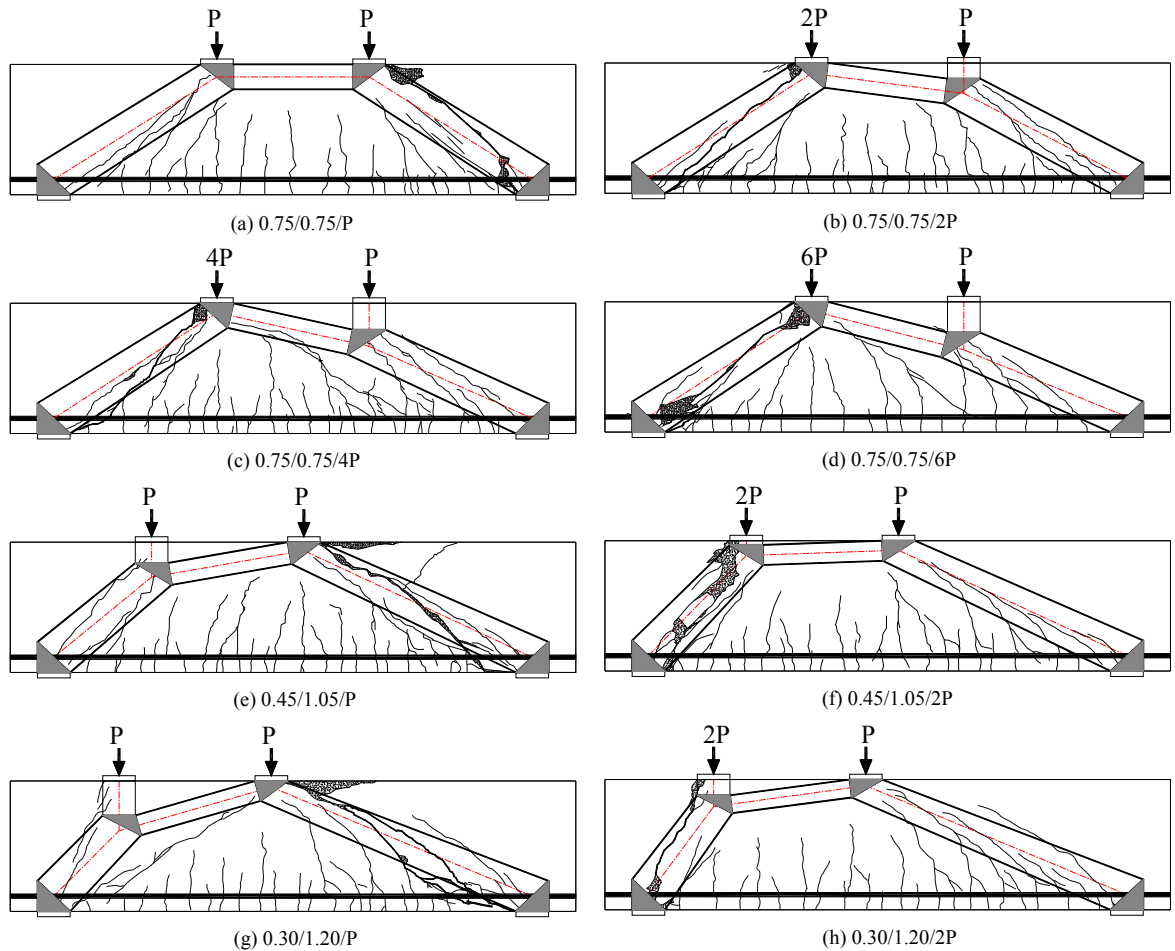 P P
2P P
(a) 0.75/0.75/P
(b) 0.75/0.75/2P
4P P
6P P
(c) 0.75/0.75/4P
(d) 0.75/0.75/6P
P P
2P P
(e) 0.45/1.05/P
(f) 0.45/1.05/2P
P P
2P P
(g) 0.30/1.20/P
(h) 0.30/1.20/2P